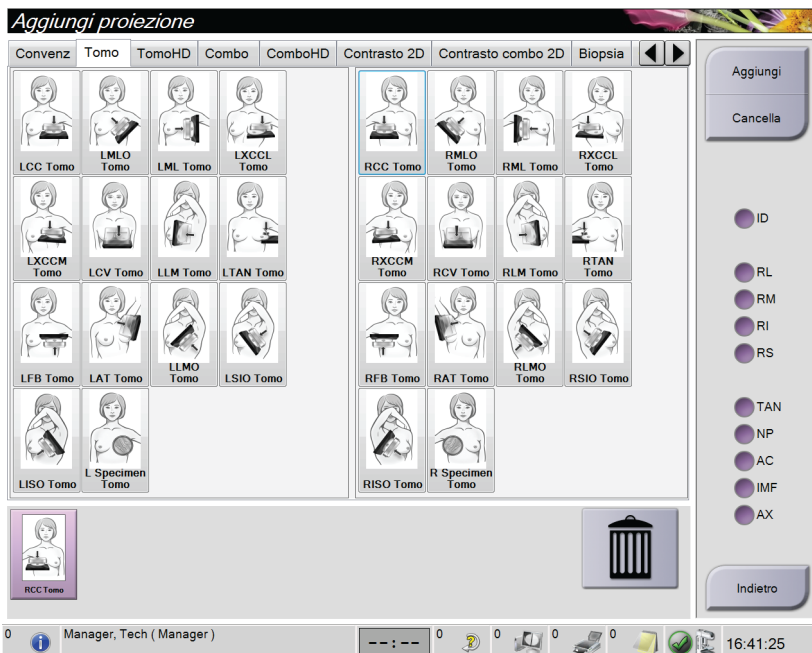 Aggiungi proiezione
Convenz Tomo TomoHD Combo ComboHD Contrasto 2D Contrasto combo 2D Biopsia
LCC Tomo
LMLO
Tomo
LML Tomo
LXCCL
Tomo
RCC Tomo
RMLO
Tomo
RML Tomo
RXCCL
Tomo
LXCCM
Tomo
LCV Tomo
LLM Tomo
LTAN Tomo
RXCCM
Tomo
RCV Tomo
RLM Tomo
RTAN
Tomo
LFB Tomo
LAT Tomo
LLMO
Tomo
LSIO Tomo
RFB Tomo
RAT Tomo
RLMO
Tomo
RSIO Tomo
LISO Tomo
L Specimen
Tomo
RISO Tomo
R Specimen
Tomo
RCC Tomo
Aggiungi
Cancella
ID
RL
RM
RI
RS
TAN
NP
AC
IMF
AX
Indietro
0 Manager, Tech ( Manager ) --:-- 0 0 0 0 16:41:25